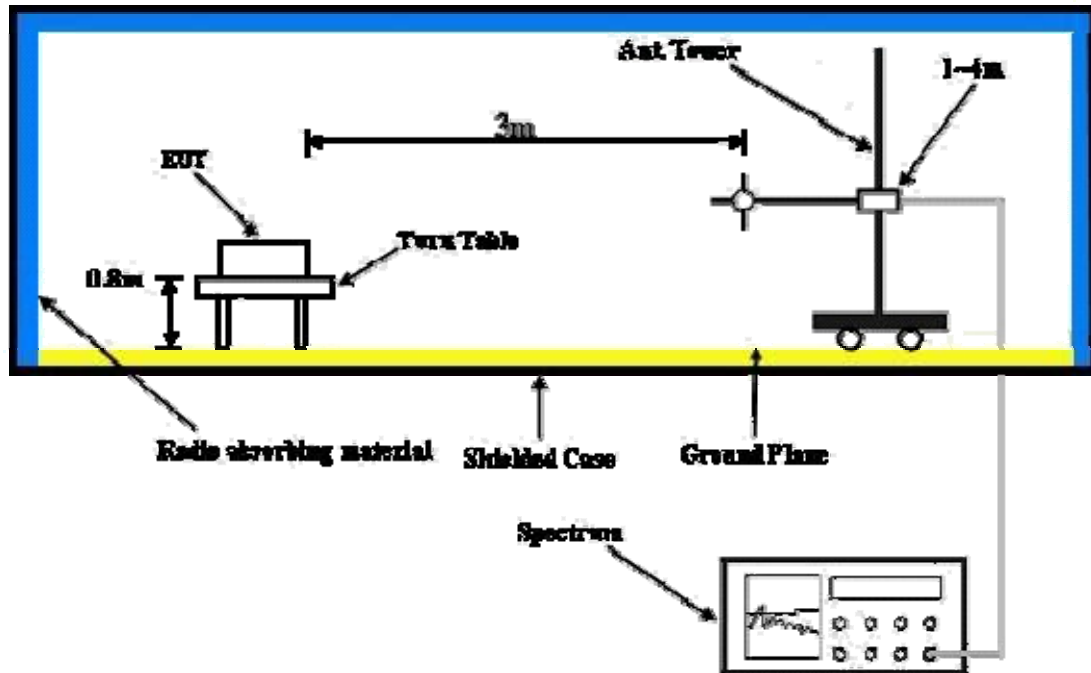 Ant. Tower
1~4m
3m
EUT
Turn Table
0.8m
Radio absorbing material
Shielded Case
Ground Plane
Spectrum